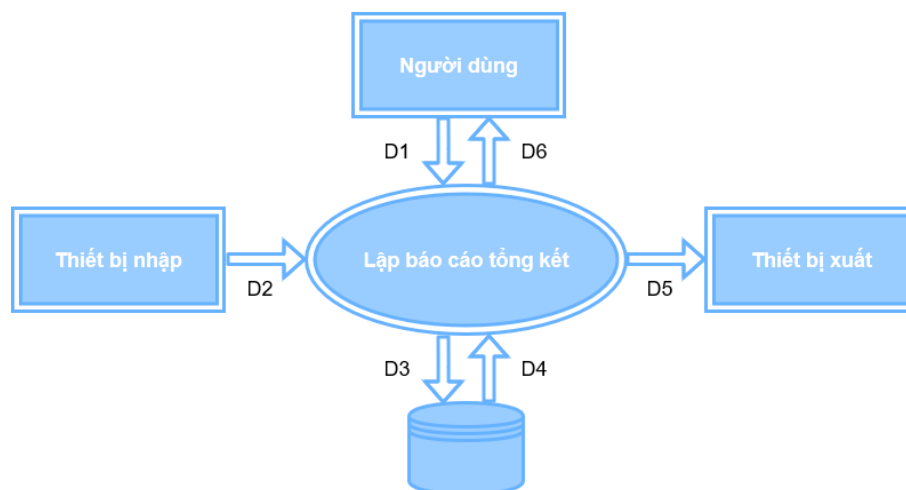 Người dùng
D1
D6
Thiết bị nhập
Lập báo cáo tổng kết
Thiết bị xuất
D2
D5
D3
D4